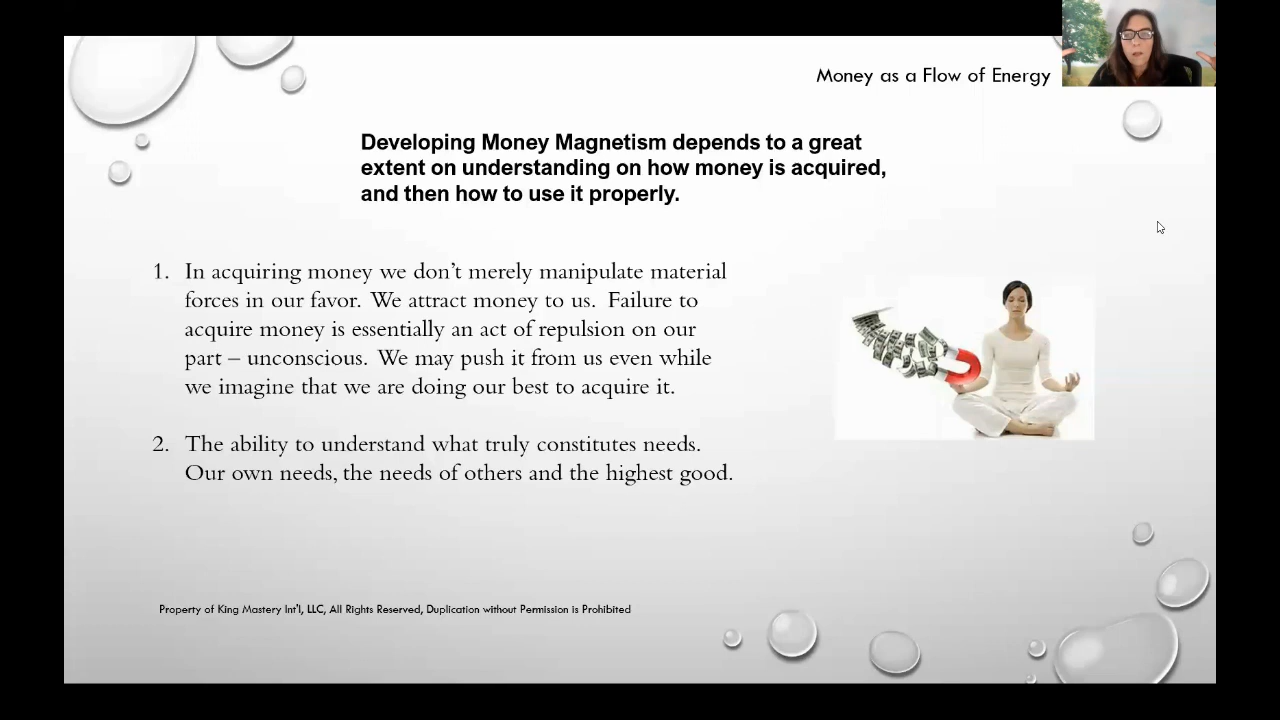 Money as a Flow of Energy
Developing Money Magnetism depends to a great
extent on understanding on how money is acquired,
and then how to use it properly.
1. In acquiring money we don't merely manipulate material
forces in our favor. We attract money to us. Failure to
acquire money is essentially an act of repulsion on our
part – unconscious. We may push it from us even while
we imagine that we are doing our best to acquire it.
2. The ability to understand what truly constitutes needs.
Our own needs, the needs of others and the highest good.
Property of King Mastery Int'l, LLC, All Rights Reserved, Duplication without Permission is Prohibited